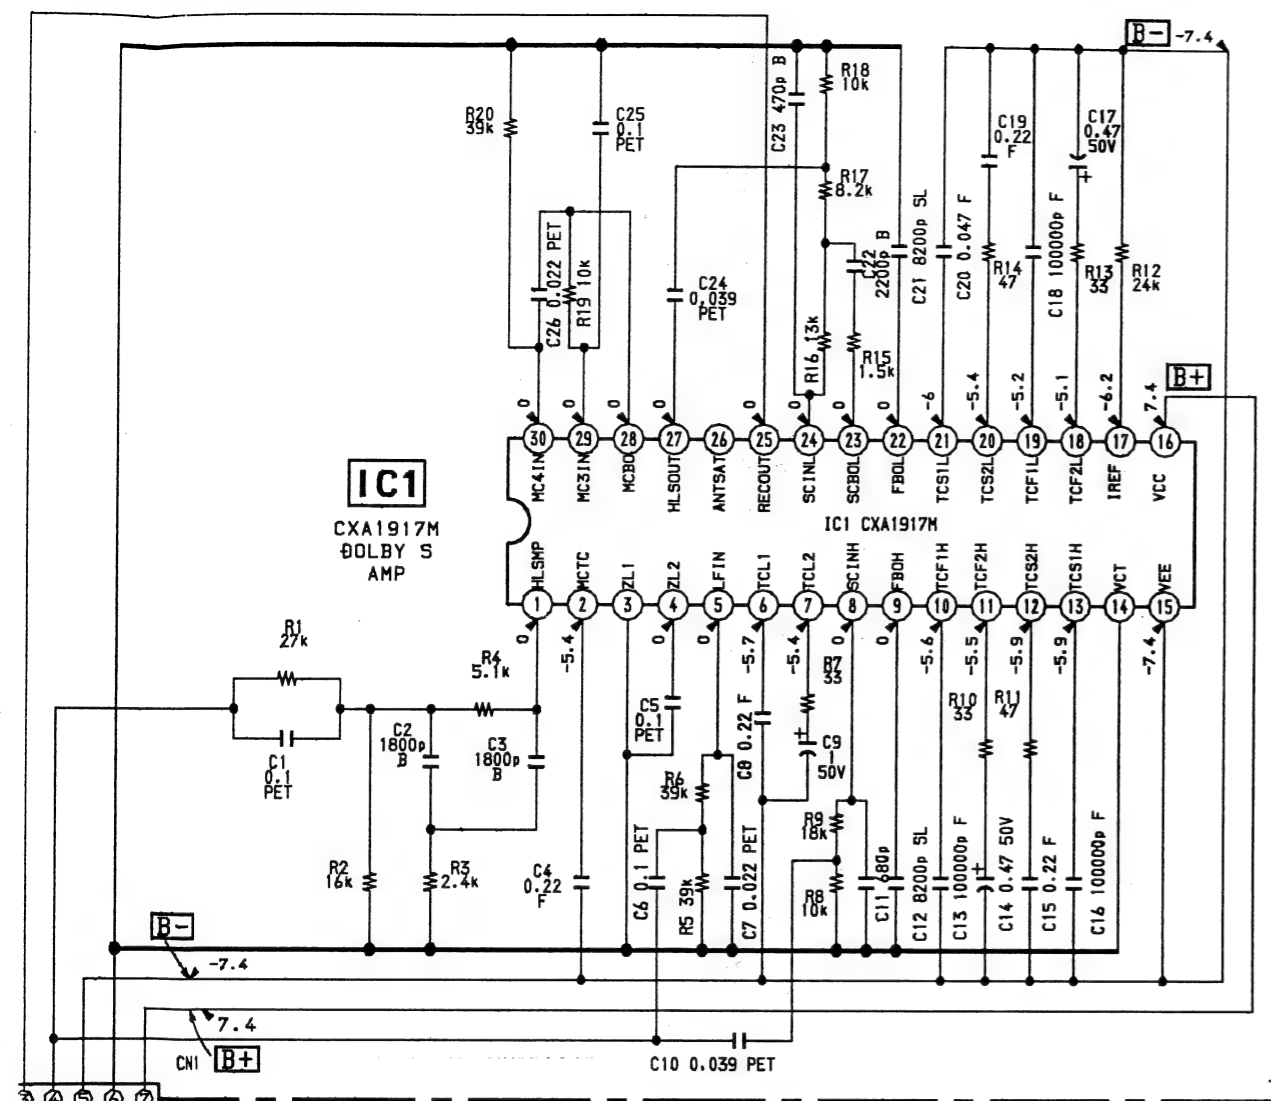 B- -7.4
R20
39k
C25
0.1
PET
C23 470p B
R18
10k
C19
0.22
F
C17
0.47
50V
+
R17
8.2k
C26 0.022 PET
R19 10k
C24
0.039
PET
R16 13k
C22
2200p B
R15
1.5k
C21 8200p SL
C20 0.047 F
R14
47
C18 100000p F
R13
33
R12
24k
B+
0
0
0
0
0
0
0
0
-6
-5.4
-5.2
-5.1
-6.2
7.4
30
29
28
27
26
25
24
23
22
21
20
19
18
17
16
MC4IN
MC3IN
MCBO
HLSOUT
ANTSAT
RECOUT
SCINL
SCBOL
FBOL
TCS1L
TCS2L
TCF1L
TCF2L
IREF
VCC
IC1
CXA1917M
DOLBY S
AMP
IC1 CXA1917M
HLSMP
MCTC
ZL1
ZL2
LFIN
TCL1
TCL2
SCINH
FBOH
TCF1H
TCF2H
TCS2H
TCS1H
VCT
VEE
1
2
3
4
5
6
7
8
9
10
11
12
13
14
15
0
-5.4
0
0
-5.7
-5.4
0
0
-5.6
-5.5
-5.9
-5.9
-7.4
R1
27k
C1
0.1
PET
R4
5.1k
C2
1800p
B
C3
1800p
B
C5
0.1
PET
C8 0.22 F
R7
33
+
C9
1
50V
R10
33
R11
47
R6
39k
R9
18k
R2
16k
R3
2.4k
C4
0.22
F
C6 0.1 PET
R5 39k
C7 0.022 PET
R8
10k
C11 680p
C12 8200p SL
C13 100000p F
+
C14 0.47 50V
C15 0.22 F
C16 100000p F
B-
-7.4
7.4
CN1
B+
C10 0.039 PET
3
4
5
6
7